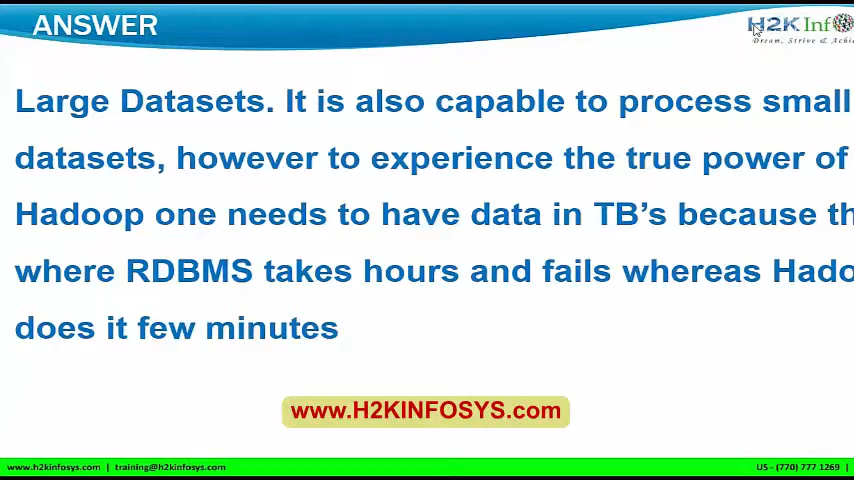 ANSWER
H2K Inf
Dream, Strive & Achi
Large Datasets. It is also capable to process small
datasets, however to experience the true power of
Hadoop one needs to have data in TB’s because th
where RDBMS takes hours and fails whereas Hado
does it few minutes
www.H2KINFOSYS.com
www.h2kinfosys.com | training@h2kinfosys.com
US - (770) 777 1269 |